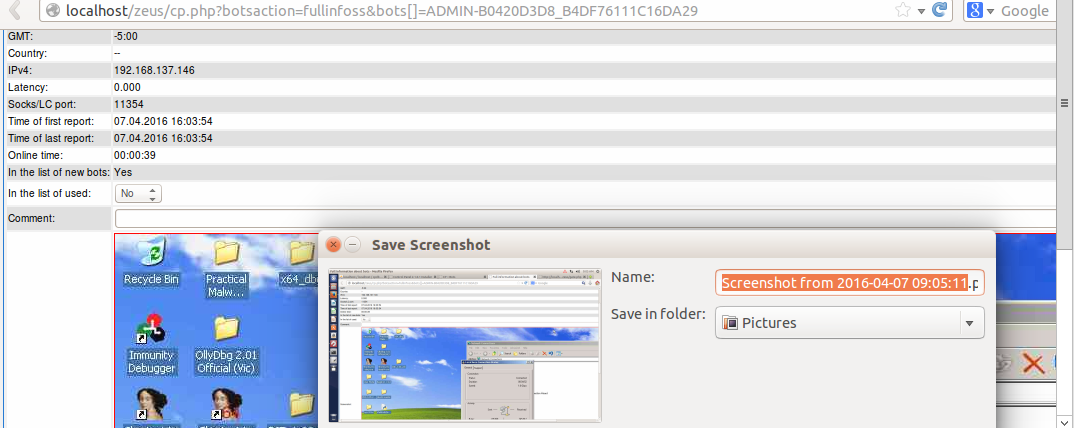 localhost/zeus/cp.php?botsaction=fullinfoss&bots[]=ADMIN-B0420D3D8_B4DF76111C16DA29
Google
GMT: -5:00
Country: --
IPv4: 192.168.137.146
Latency: 0.000
Socks/LC port: 11354
Time of first report: 07.04.2016 16:03:54
Time of last report: 07.04.2016 16:03:54
Online time: 00:00:39
In the list of new bots: Yes
In the list of used: No
Comment:
Save Screenshot
Name: Screenshot from 2016-04-07 09:05:11.p
Save in folder: Pictures
Recycle Bin
Practical Malw...
x64_db
Immunity Debugger
OllyDbg 2.01 Official (Vic)
64